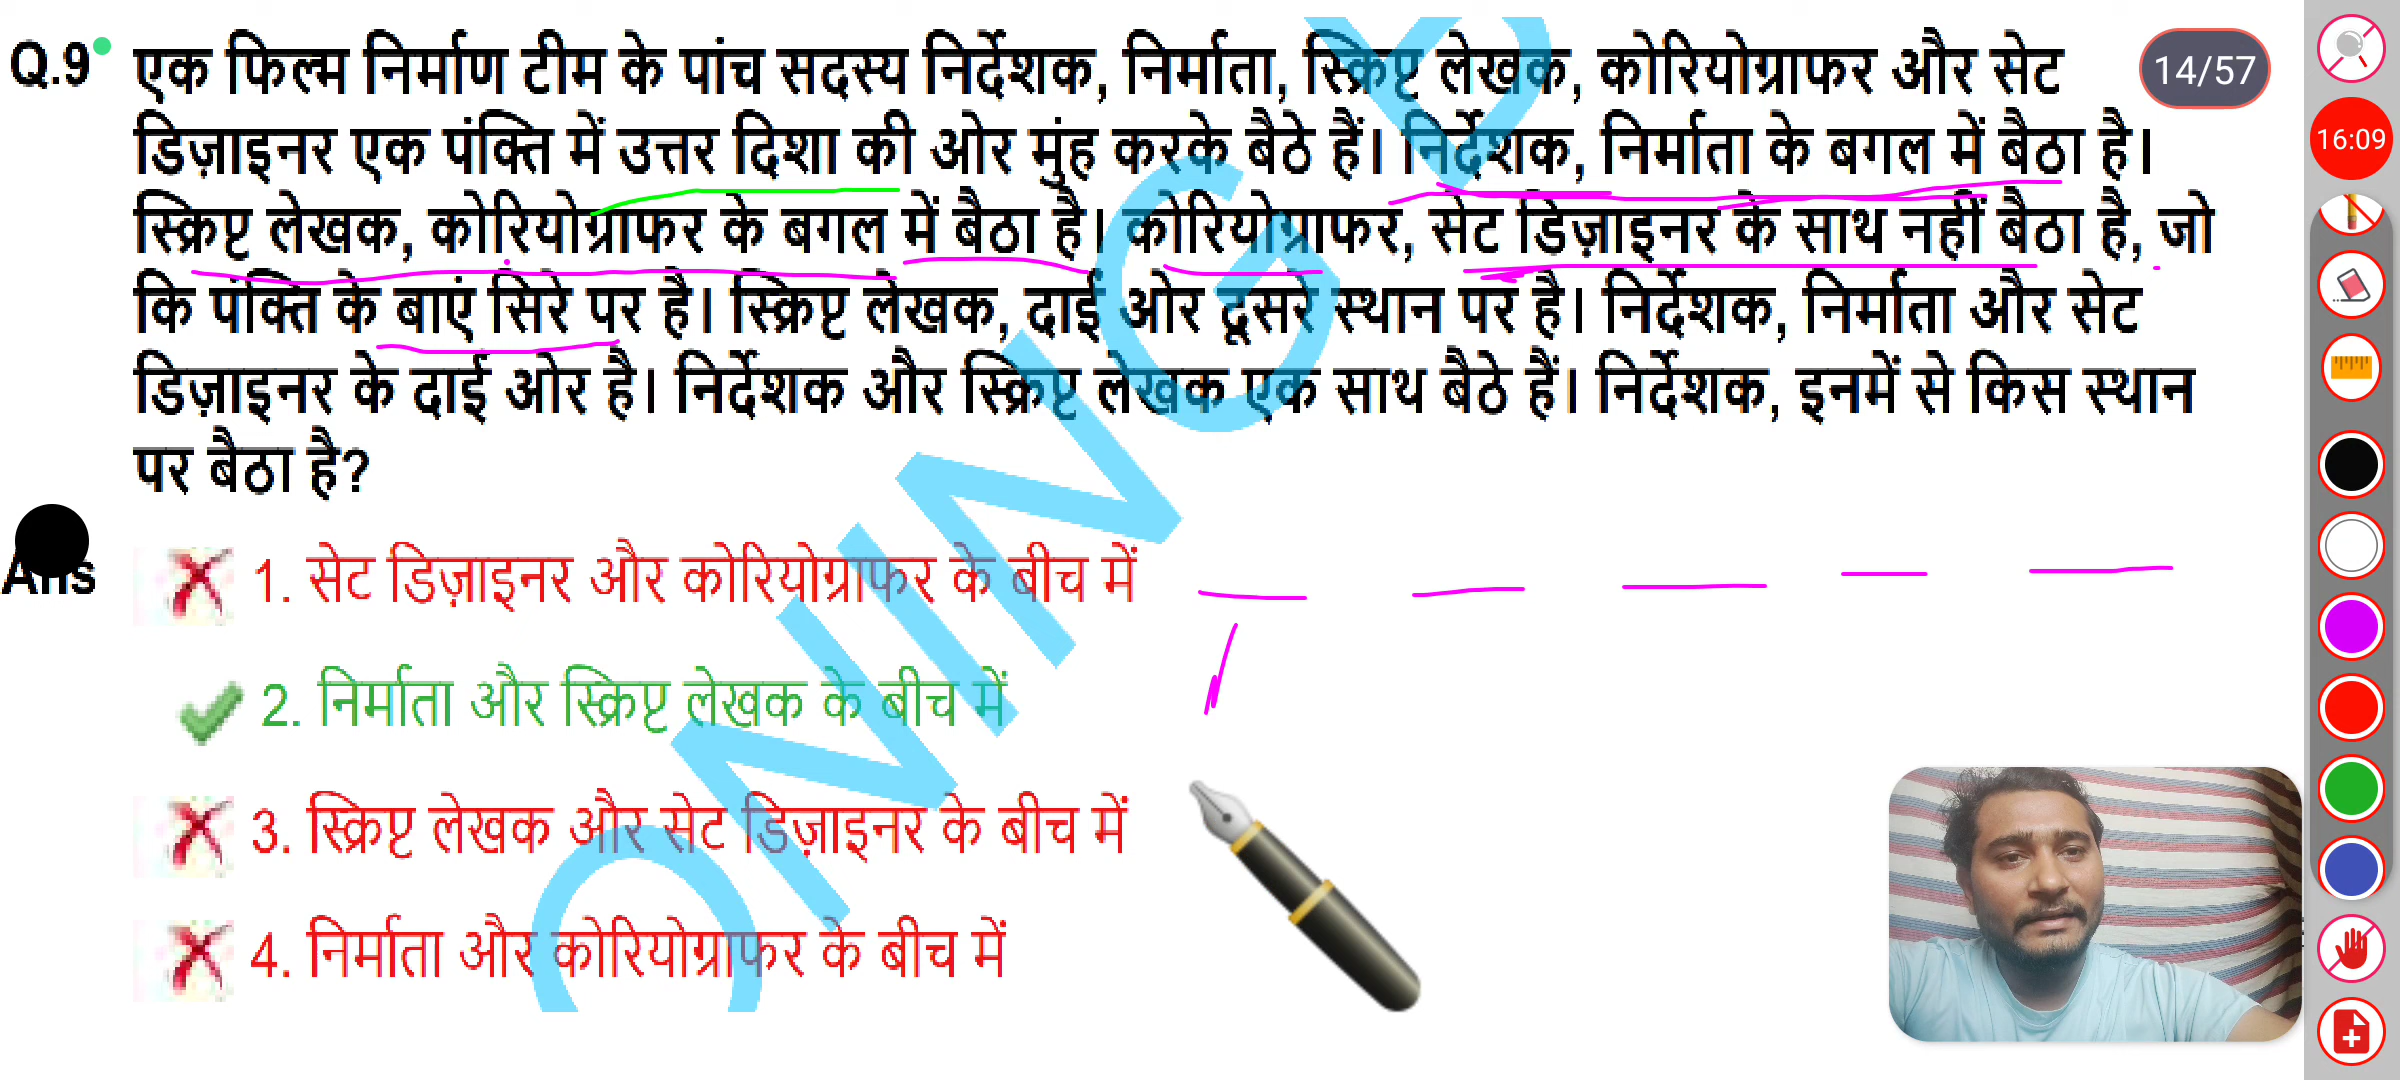 Q.9 एक फिल्म निर्माण टीम के पांच सदस्य निर्देशक, निर्माता, स्क्रिप्ट लेखक, कोरियोग्राफर और सेट
14/57
16:09
डिज़ाइनर एक पंक्ति में उत्तर दिशा की ओर मुंह करके बैठे हैं। निर्देशक, निर्माता के बगल में बैठा है।
स्क्रिप्ट लेखक, कोरियोग्राफर के बगल में बैठा है। कोरियोग्राफर, सेट डिज़ाइनर के साथ नहीं बैठा है, जो
कि पंक्ति के बाएं सिरे पर है। स्क्रिप्ट लेखक, दाईं ओर दूसरे स्थान पर है। निर्देशक, निर्माता और सेट
डिज़ाइनर के दाईं ओर है। निर्देशक और स्क्रिप्ट लेखक एक साथ बैठे हैं। निर्देशक, इनमें से किस स्थान
पर बैठा है?
Ans
1. सेट डिज़ाइनर और कोरियोग्राफर के बीच में
2. निर्माता और स्क्रिप्ट लेखक के बीच में
3. स्क्रिप्ट लेखक और सेट डिज़ाइनर के बीच में
4. निर्माता और कोरियोग्राफर के बीच में